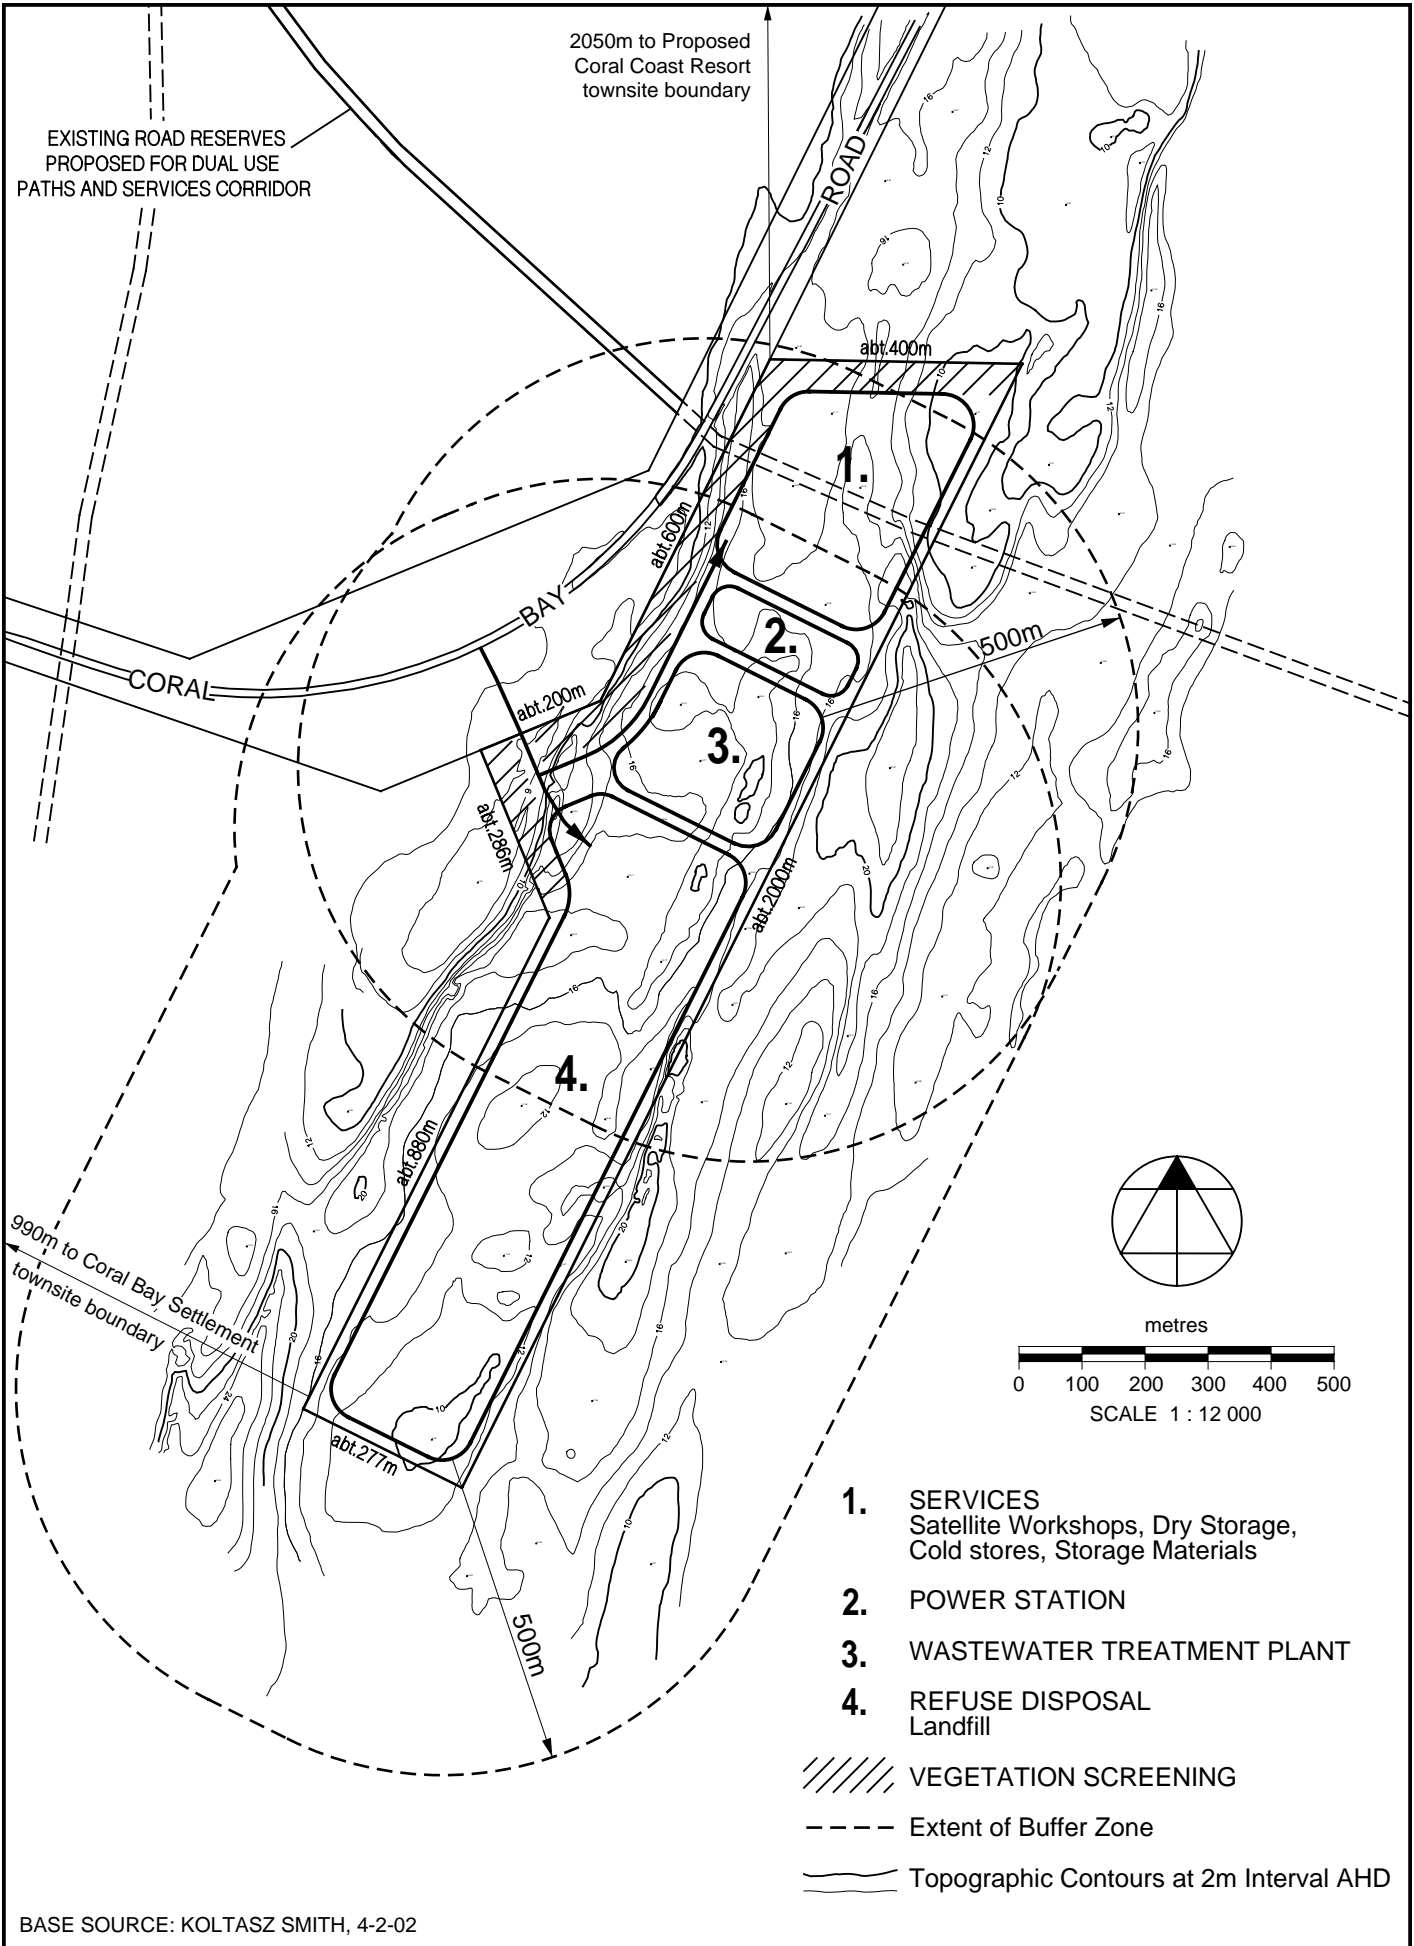 2050m to Proposed
Coral Coast Resort
townsite boundary
EXISTING ROAD RESERVES
PROPOSED FOR DUAL USE
PATHS AND SERVICES CORRIDOR
ROAD
abt.400m
1.
abt.600m
BAY
2.
500m
CORAL
abt.200m
3.
abt.286m
abt.2000m
4.
abt.880m
990m to Coral Bay Settlement
townsite boundary
abt.277m
500m
metres
0 100 200 300 400 500
SCALE 1 : 12 000
1. SERVICES
Satellite Workshops, Dry Storage,
Cold stores, Storage Materials
2. POWER STATION
3. WASTEWATER TREATMENT PLANT
4. REFUSE DISPOSAL
Landfill
VEGETATION SCREENING
Extent of Buffer Zone
Topographic Contours at 2m Interval AHD
BASE SOURCE: KOLTASZ SMITH, 4-2-02